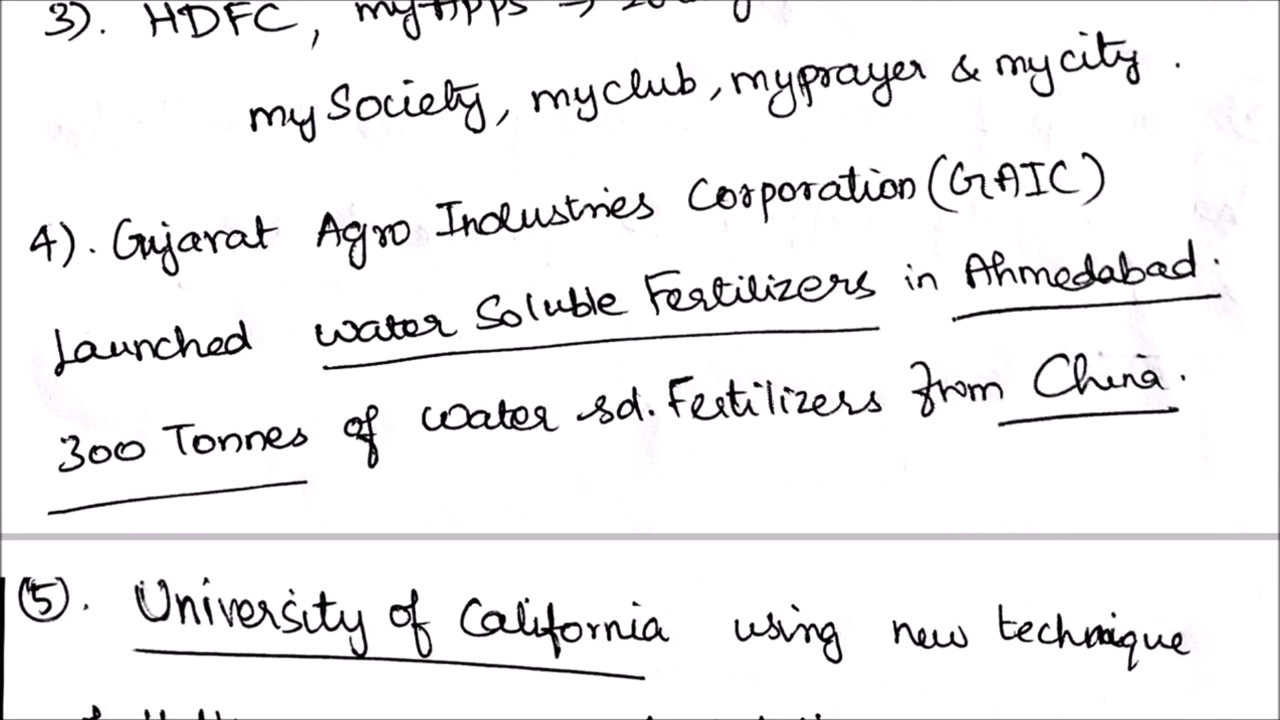 3). HDFC, myApps →
my Society, myclub, myprayer & mycity.
4). Gujarat Agro Industries Corporation (GAIC)
Launched water Soluble Fertilizers in Ahmedabad.
300 Tonnes of water sol. Fertilizers from China.
(5). University of California using new technique